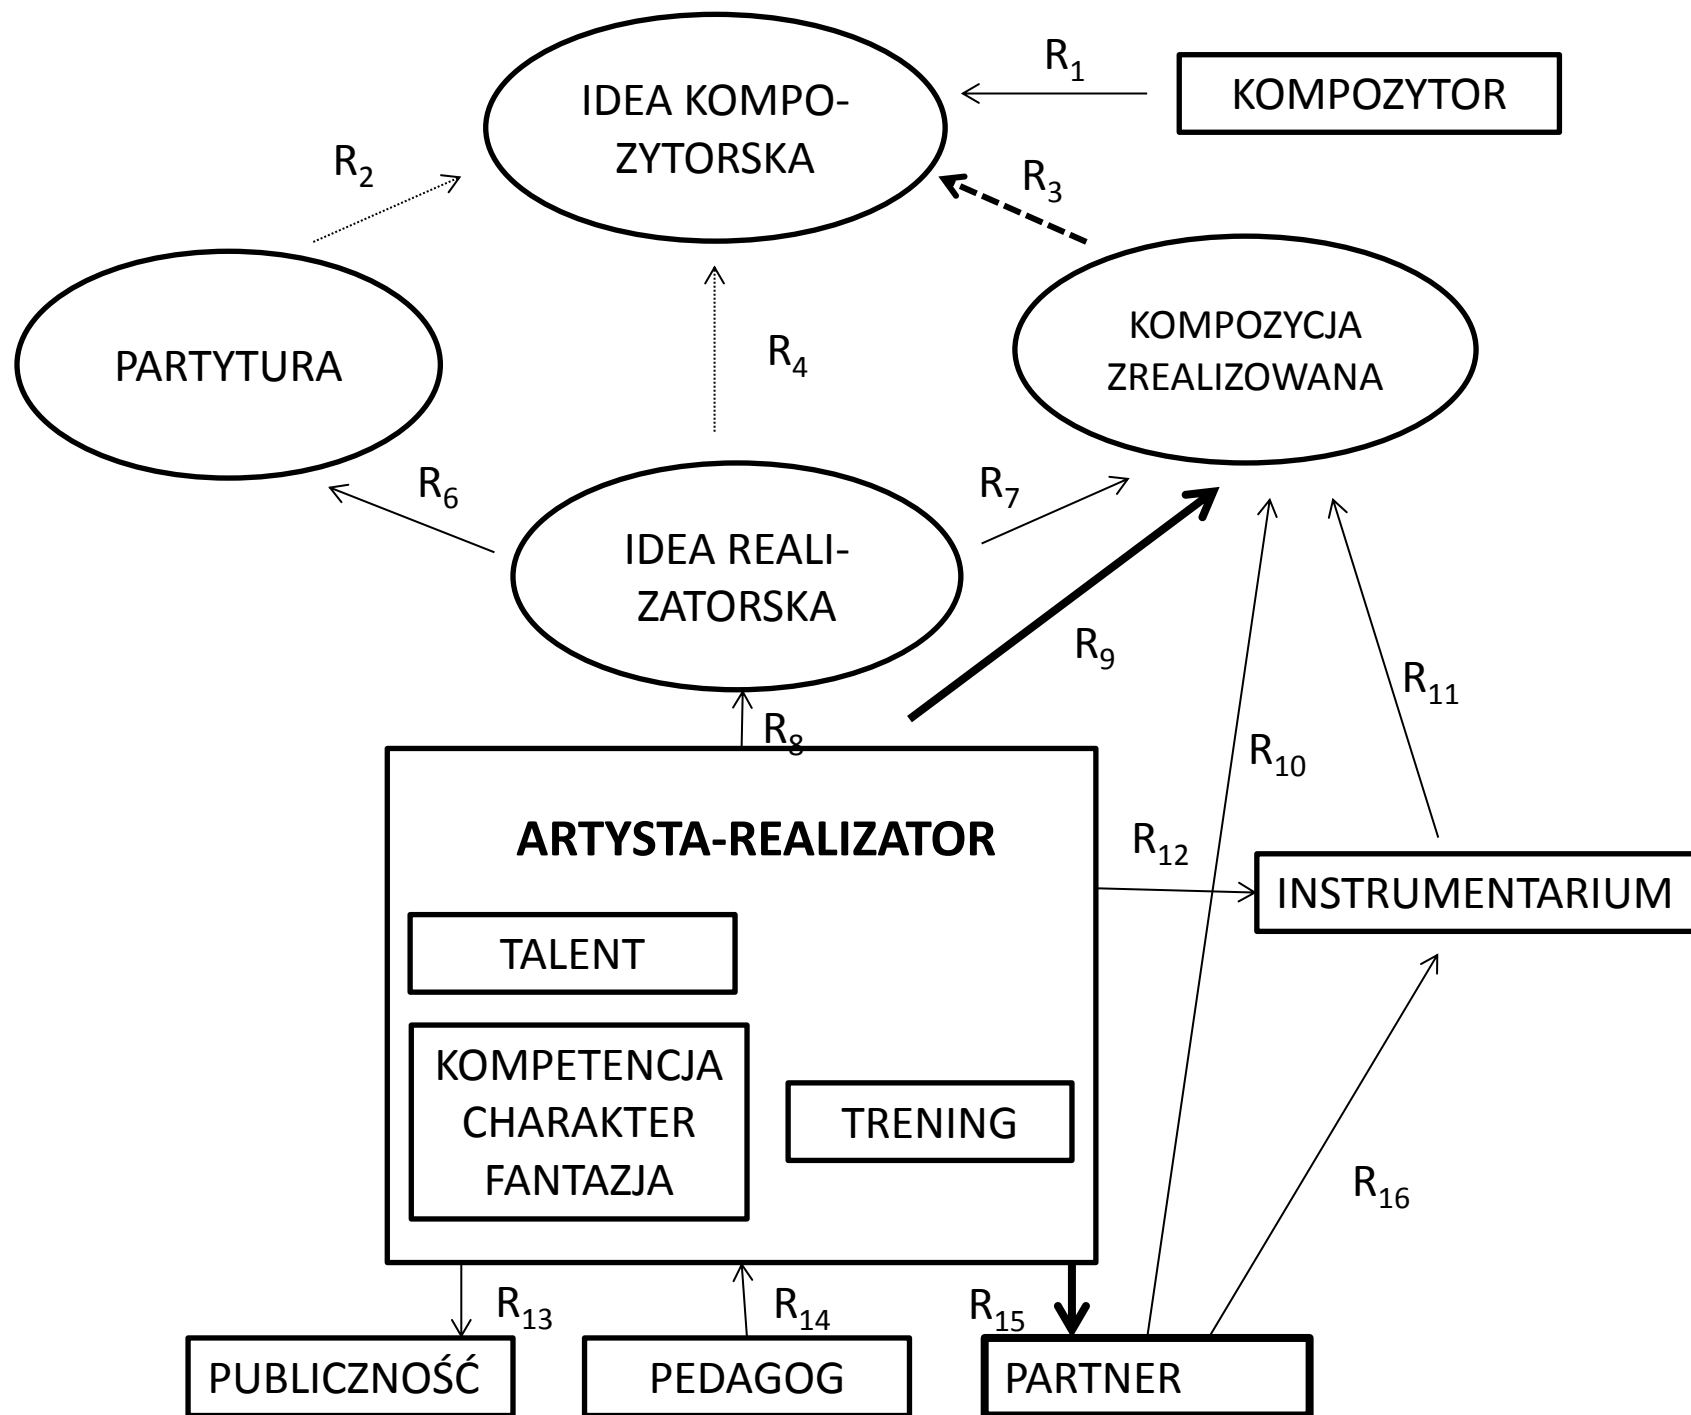 R1
KOMPOZYTOR
IDEA KOMPO-
ZYTORSKA
R2
R3
PARTYTURA
R4
KOMPOZYCJA
ZREALIZOWANA
R6
R7
IDEA REALI-
ZATORSKA
R9
R11
R8
R10
ARTYSTA-REALIZATOR
R12
INSTRUMENTARIUM
TALENT
KOMPETENCJA
CHARAKTER
FANTAZJA
TRENING
R16
R13
R14
R15
PUBLICZNOŚĆ
PEDAGOG
PARTNER